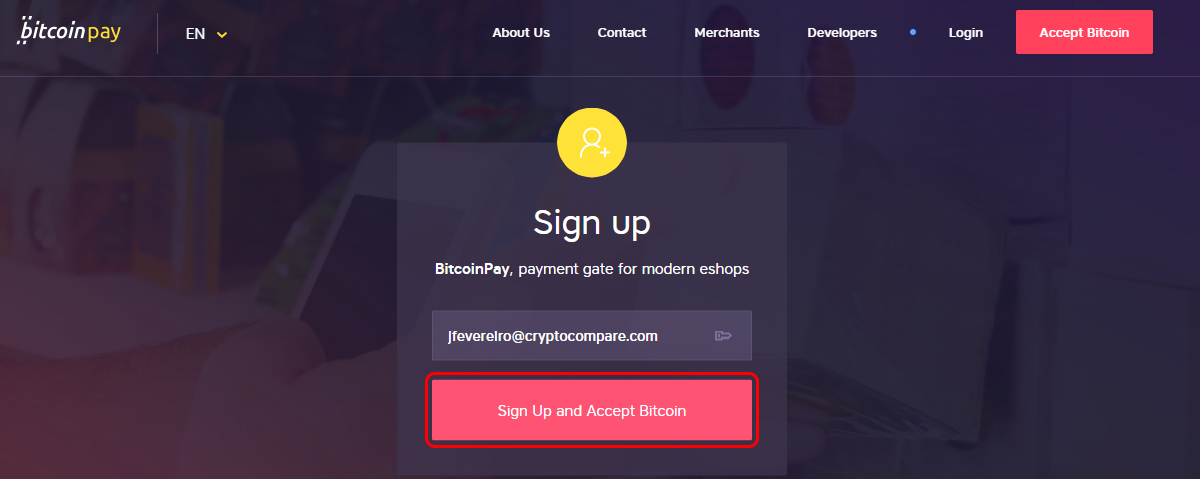 bitcoinpay
EN
About Us
Contact
Merchants
Developers
Login
Accept Bitcoin
Sign up
BitcoinPay, payment gate for modern eshops
jfevereiro@cryptocompare.com
Sign Up and Accept Bitcoin